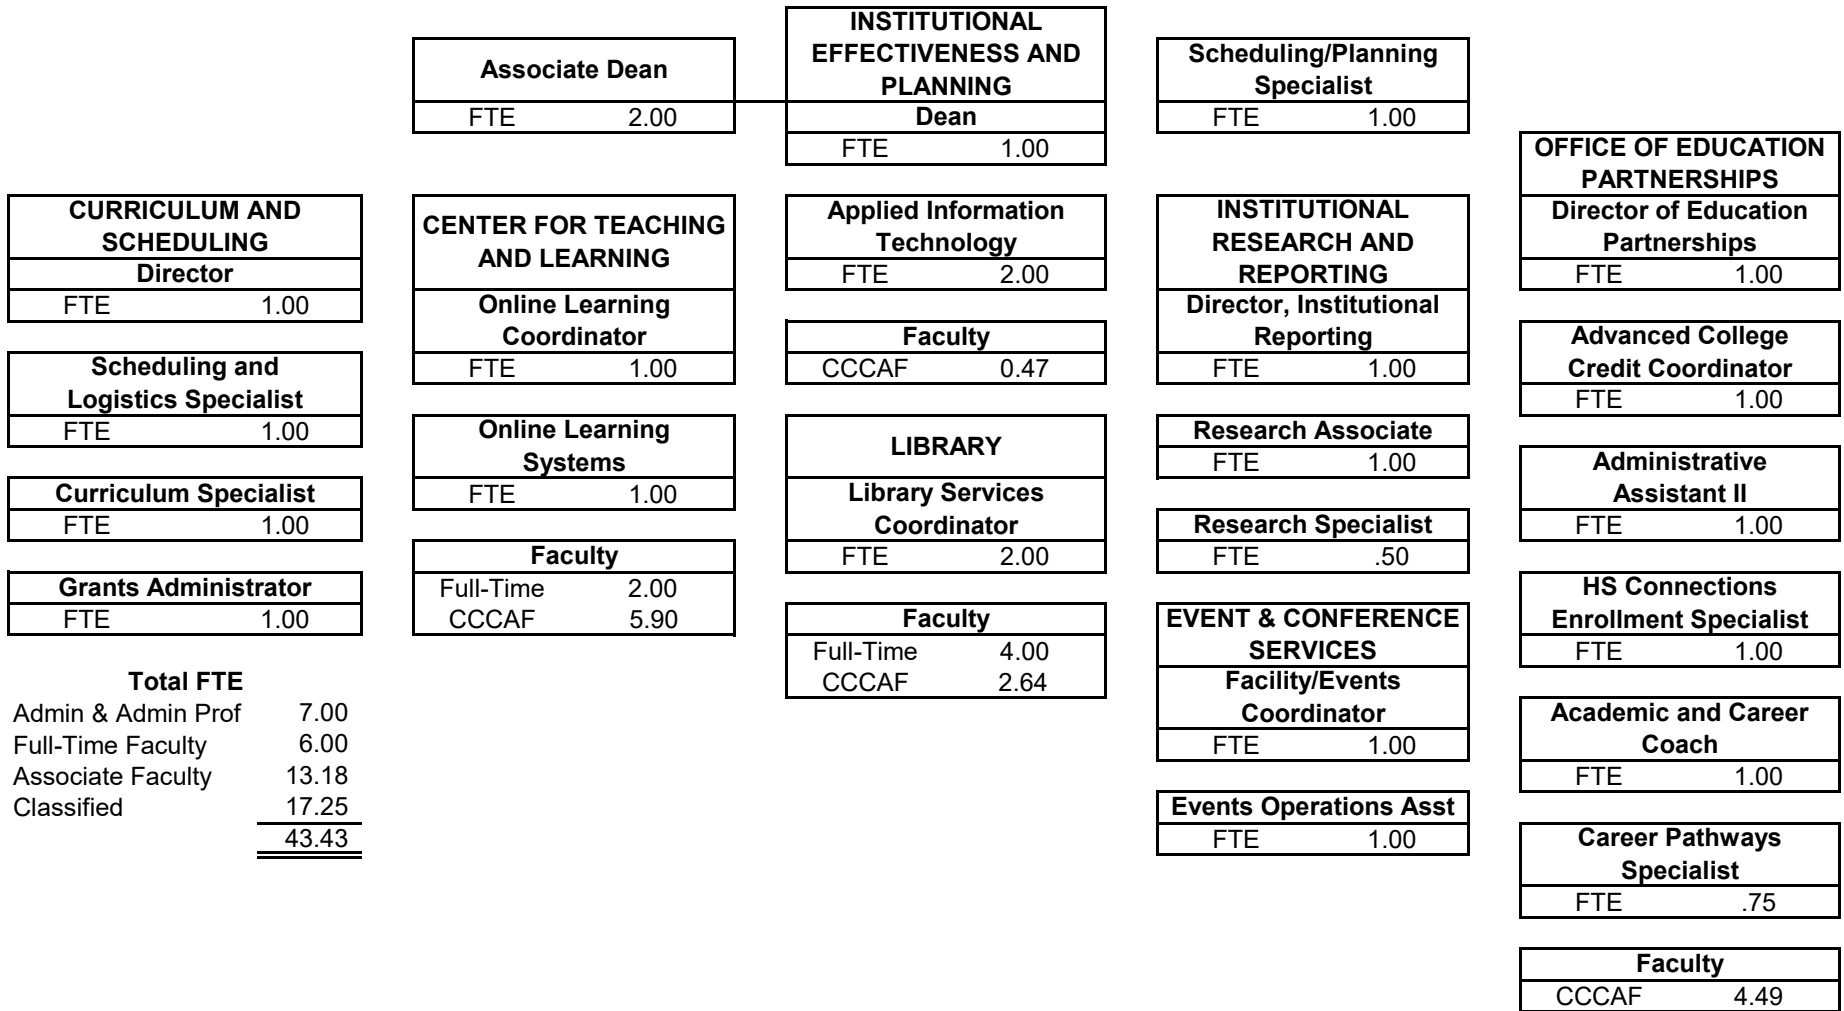 Associate Dean
FTE 2.00
INSTITUTIONAL
EFFECTIVENESS AND
PLANNING
Dean
FTE 1.00
Scheduling/Planning
Specialist
FTE 1.00
CURRICULUM AND
SCHEDULING
Director
FTE 1.00
Scheduling and
Logistics Specialist
FTE 1.00
Curriculum Specialist
FTE 1.00
Grants Administrator
FTE 1.00
Total FTE
Admin & Admin Prof 7.00
Full-Time Faculty 6.00
Associate Faculty 13.18
Classified 17.25
43.43
CENTER FOR TEACHING
AND LEARNING
Online Learning
Coordinator
FTE 1.00
Online Learning
Systems
FTE 1.00
Faculty
Full-Time 2.00
CCCAF 5.90
Applied Information
Technology
FTE 2.00
Faculty
CCCAF 0.47
LIBRARY
Library Services
Coordinator
FTE 2.00
Faculty
Full-Time 4.00
CCCAF 2.64
INSTITUTIONAL
RESEARCH AND
REPORTING
Director, Institutional
Reporting
FTE 1.00
Research Associate
FTE 1.00
Research Specialist
FTE .50
EVENT & CONFERENCE
SERVICES
Facility/Events
Coordinator
FTE 1.00
Events Operations Asst
FTE 1.00
OFFICE OF EDUCATION
PARTNERSHIPS
Director of Education
Partnerships
FTE 1.00
Advanced College
Credit Coordinator
FTE 1.00
Administrative
Assistant II
FTE 1.00
HS Connections
Enrollment Specialist
FTE 1.00
Academic and Career
Coach
FTE 1.00
Career Pathways
Specialist
FTE .75
Faculty
CCCAF 4.49